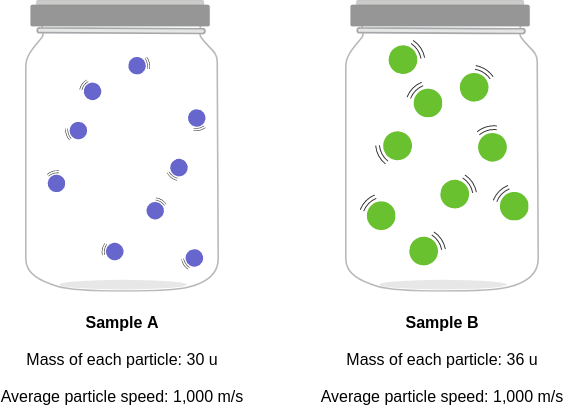 Sample A
Mass of each particle: 30 u
Average particle speed: 1,000 m/s
Sample B
Mass of each particle: 36 u
Average particle speed: 1,000 m/s